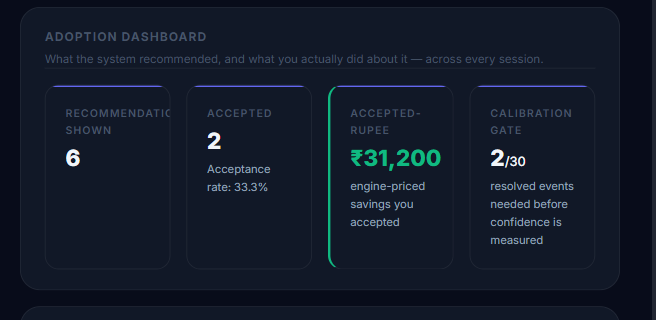 ADOPTION DASHBOARD
What the system recommended, and what you actually did about it — across every session.
RECOMMENDATIC
SHOWN
6
ACCEPTED
2
Acceptance
rate: 33.3%
ACCEPTED-
RUPEE
₹31,200
engine-priced
savings you
accepted
CALIBRATION
GATE
2/30
resolved events
needed before
confidence is
measured